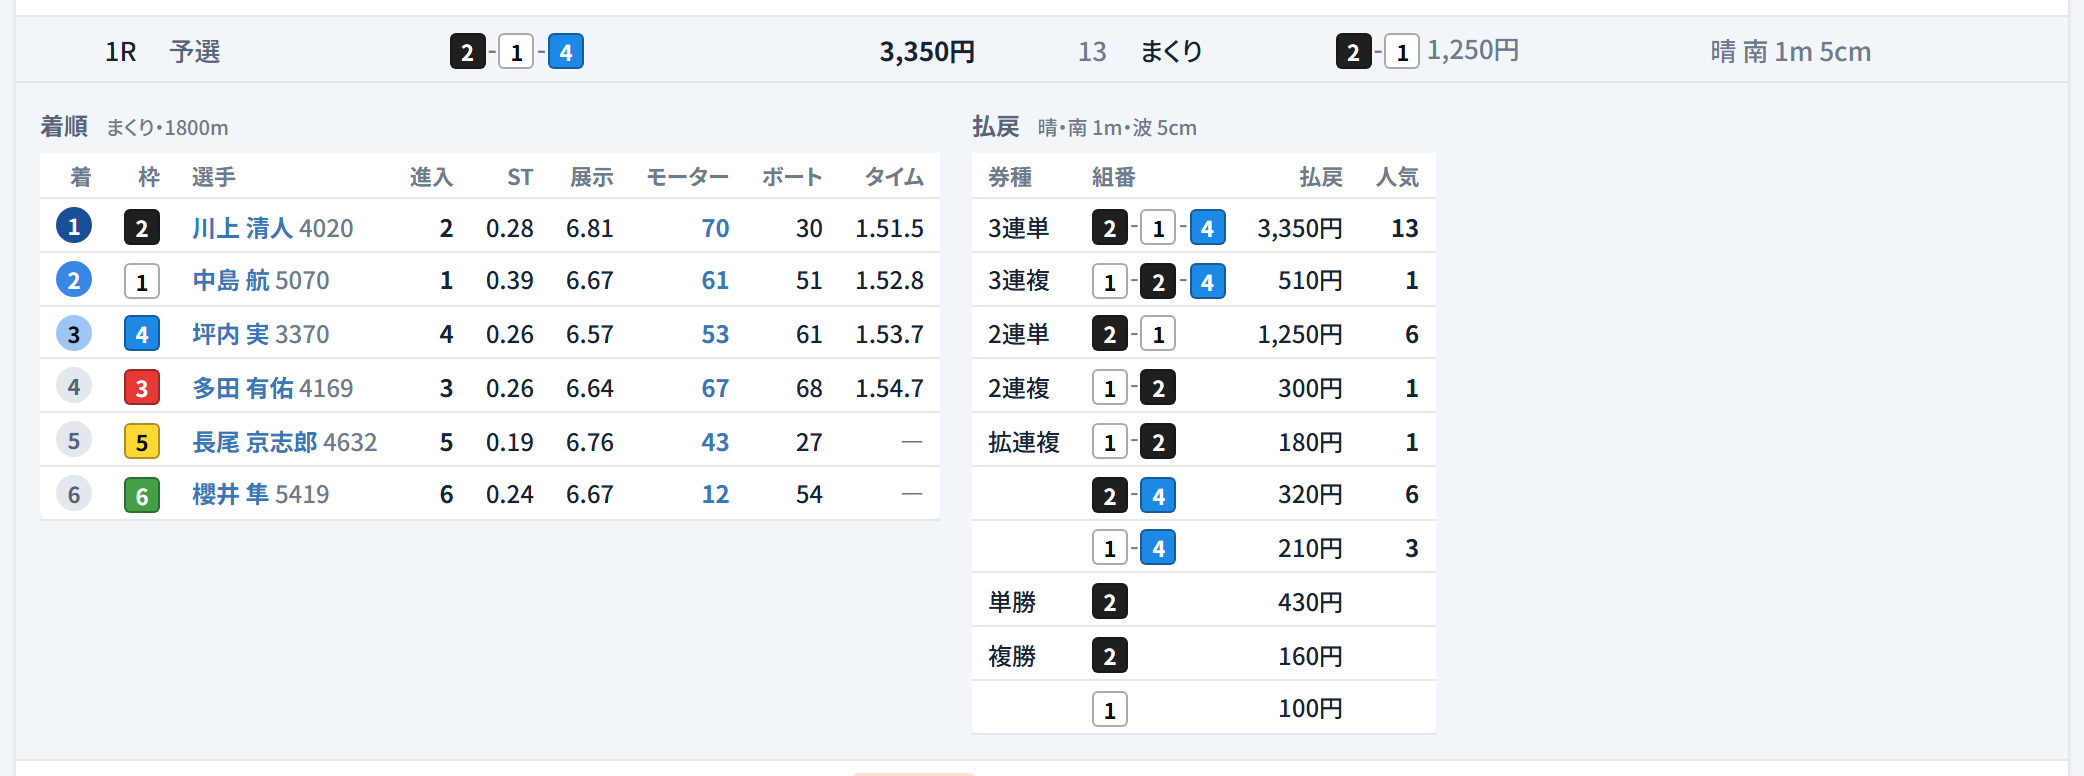 1R 予選 2-1-4 3,350円 13 まくり 2-1 1,250円 晴 南 1m 5cm
着順 まくり・1800m
着 枠 選手 進入 ST 展示 モーター ボート タイム
1 2 川上 清人 4020 2 0.28 6.81 70 30 1.51.5
2 1 中島 航 5070 1 0.39 6.67 61 51 1.52.8
3 4 坪内 実 3370 4 0.26 6.57 53 61 1.53.7
4 3 多田 有佑 4169 3 0.26 6.64 67 68 1.54.7
5 5 長尾 京志郎 4632 5 0.19 6.76 43 27 —
6 6 櫻井 隼 5419 6 0.24 6.67 12 54 —
払戻 晴・南 1m・波 5cm
券種 組番 払戻 人気
3連単 2-1-4 3,350円 13
3連複 1-2-4 510円 1
2連単 2-1 1,250円 6
2連複 1-2 300円 1
拡連複 1-2 180円 1
2-4 320円 6
1-4 210円 3
単勝 2 430円
複勝 2 160円
1 100円